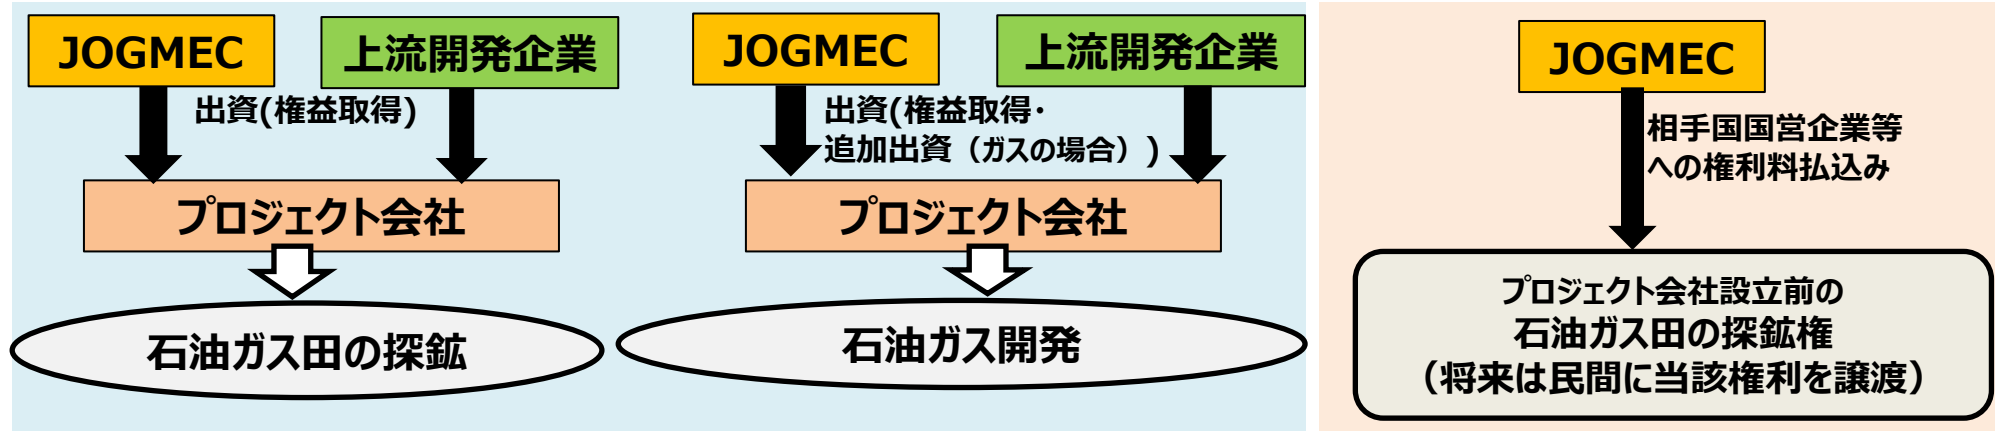 JOGMEC
上流開発企業
出資(権益取得)
プロジェクト会社
石油ガス田の探鉱
JOGMEC
上流開発企業
出資(権益取得・
追加出資（ガスの場合）)
プロジェクト会社
石油ガス開発
JOGMEC
相手国国営企業等
への権利料払込み
プロジェクト会社設立前の
石油ガス田の探鉱権
（将来は民間に当該権利を譲渡）